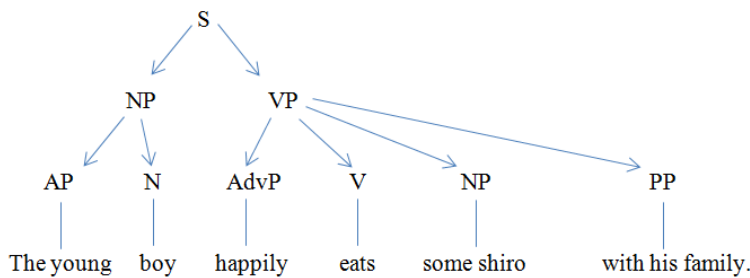 S
NP VP
AP N AdvP V NP PP
The young boy happily eats some shiro with his family.